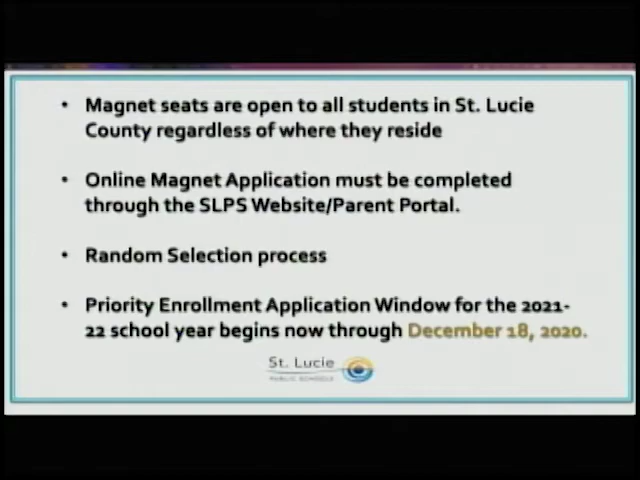 • Magnet seats are open to all students in St. Lucie
County regardless of where they reside
• Online Magnet Application must be completed
through the SLPS Website/Parent Portal.
• Random Selection process
• Priority Enrollment Application Window for the 2021-
22 school year begins now through December 18, 2020.
St. Lucie
PUBLIC SCHOOLS